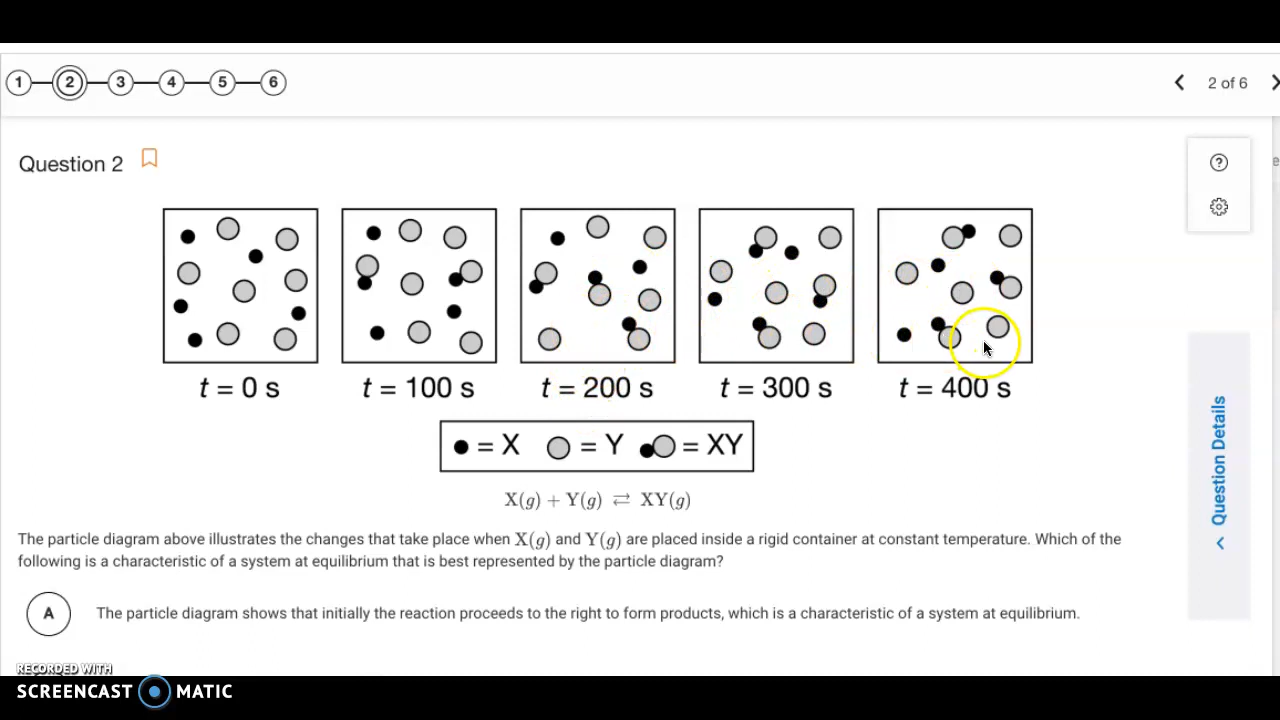 1 2 3 4 5 6
2 of 6
Question 2
?
t = 0 s t = 100 s t = 200 s t = 300 s t = 400 s
= X = Y = XY
X(g) + Y(g) ⇄ XY(g)
The particle diagram above illustrates the changes that take place when X(g) and Y(g) are placed inside a rigid container at constant temperature. Which of the
following is a characteristic of a system at equilibrium that is best represented by the particle diagram?
A The particle diagram shows that initially the reaction proceeds to the right to form products, which is a characteristic of a system at equilibrium.
Question Details
RECORDED WITH
SCREENCAST MATIC